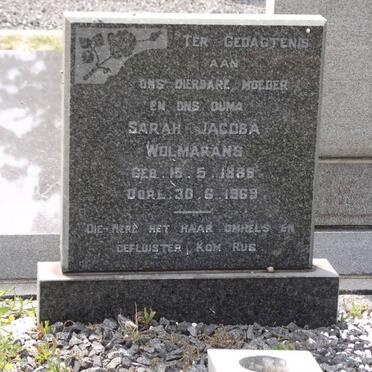 TER GEDAGTENIS
AAN
ONS DIERBARE MOEDER
EN ONS OUMA
SARAH JACOBA
WOLMARANS
GEB. 15. 5. 1888
OORL. 30. 6. 1969
DIE HERE HET HAAR OMHELS EN
GEFLUISTER, KOM RUS